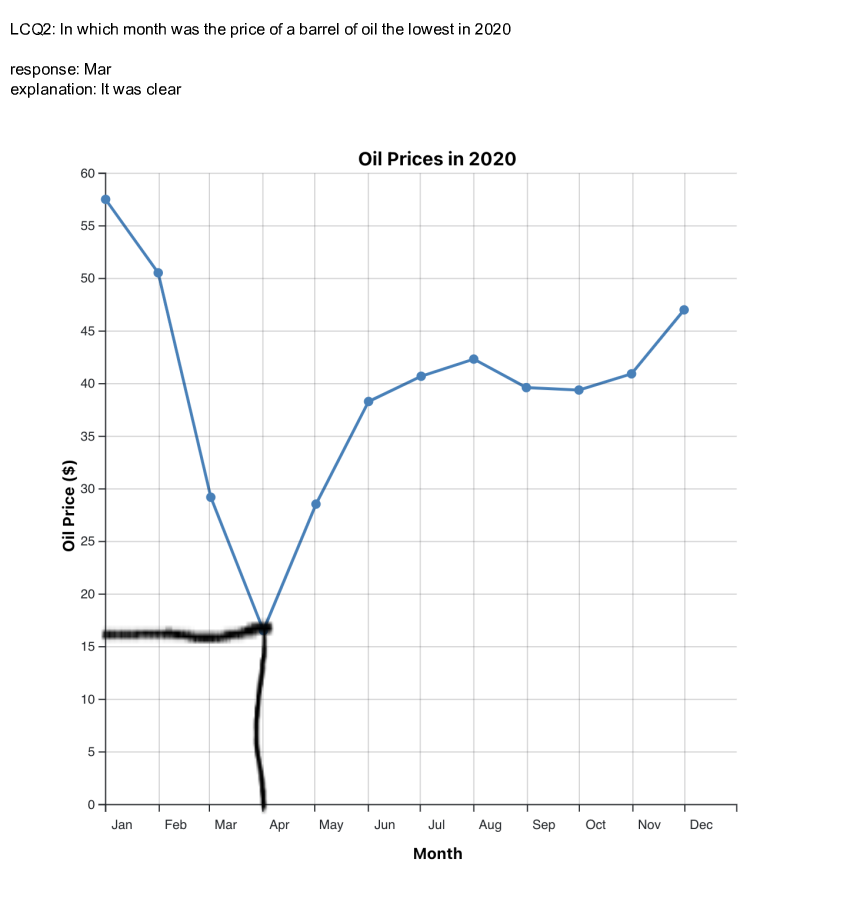 LCQ2: In which month was the price of a barrel of oil the lowest in 2020
response: Mar
explanation: It was clear
Oil Prices in 2020
60
55
50
45
40
35
30
25
20
15
10
5
0
Oil Price ($)
Jan Feb Mar Apr May Jun Jul Aug Sep Oct Nov Dec
Month